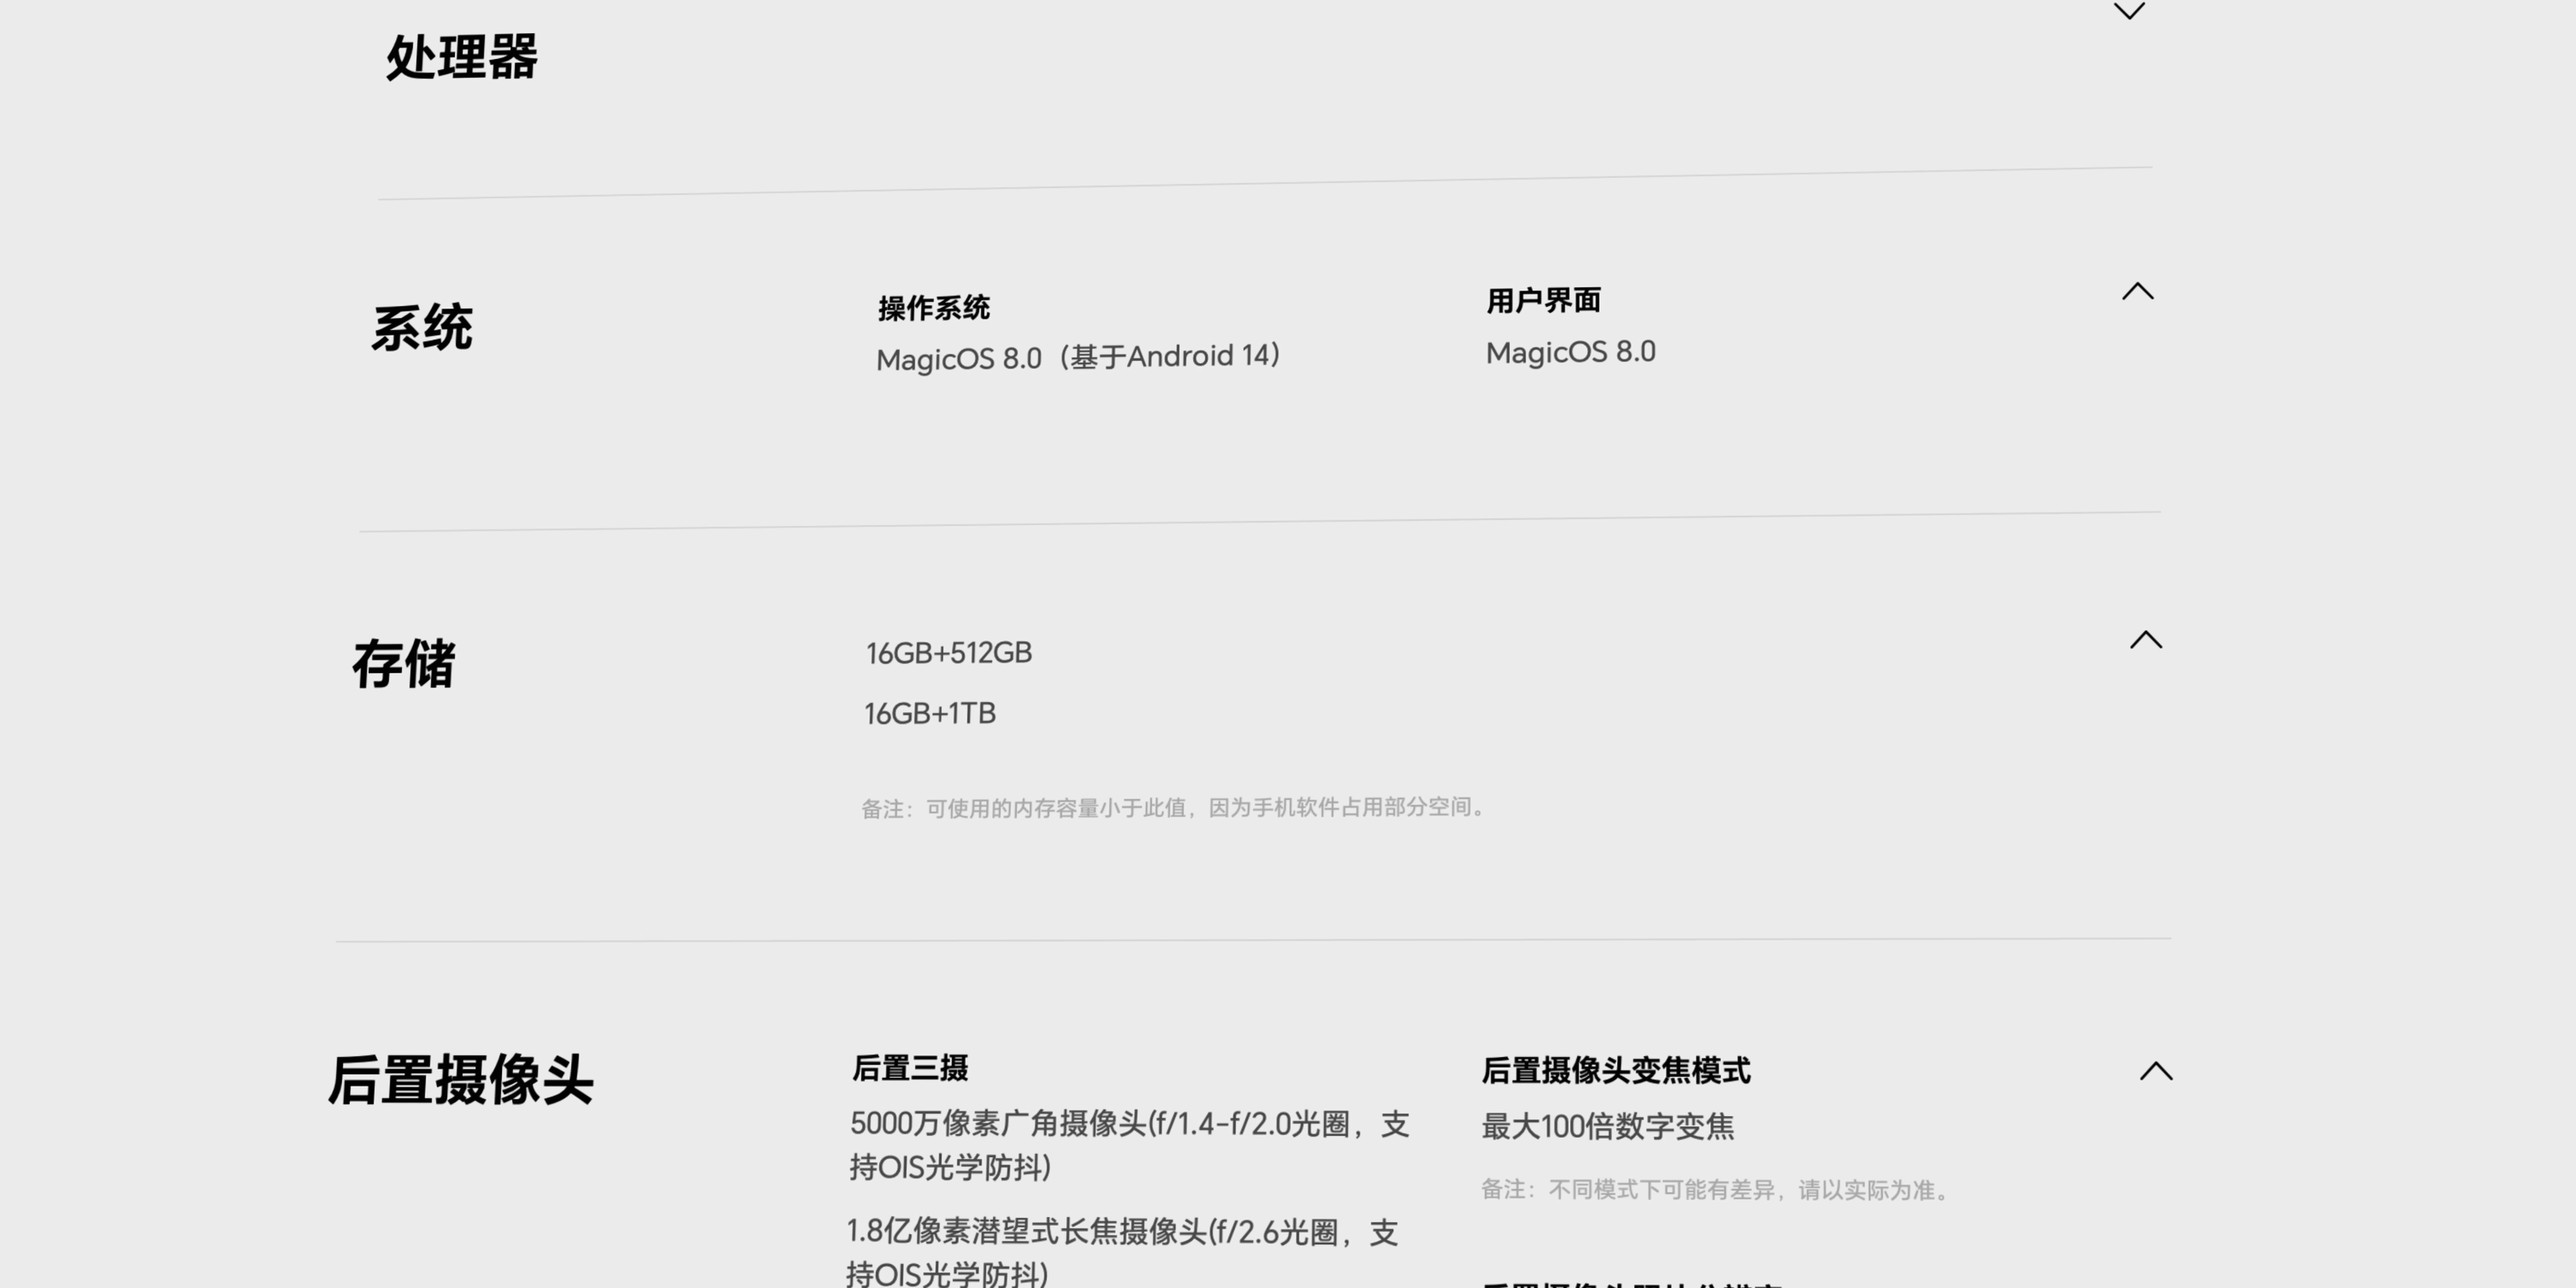 处理器
系统
操作系统
MagicOS 8.0（基于Android 14）
用户界面
MagicOS 8.0
存储
16GB+512GB
16GB+1TB
备注：可使用的内存容量小于此值，因为手机软件占用部分空间。
后置摄像头
后置三摄
5000万像素广角摄像头(f/1.4-f/2.0光圈，支
持OIS光学防抖)
1.8亿像素潜望式长焦摄像头(f/2.6光圈，支
持OIS光学防抖)
后置摄像头变焦模式
最大100倍数字变焦
备注：不同模式下可能有差异，请以实际为准。